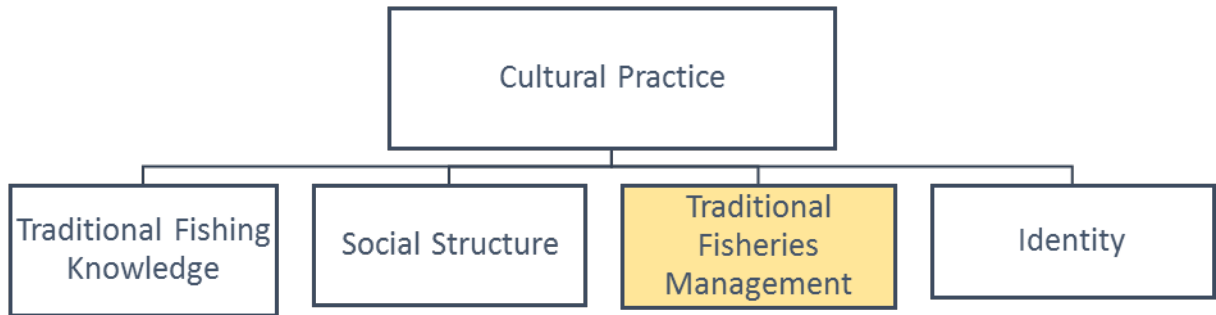 Cultural Practice
Traditional Fishing
Knowledge
Social Structure
Traditional
Fisheries
Management
Identity